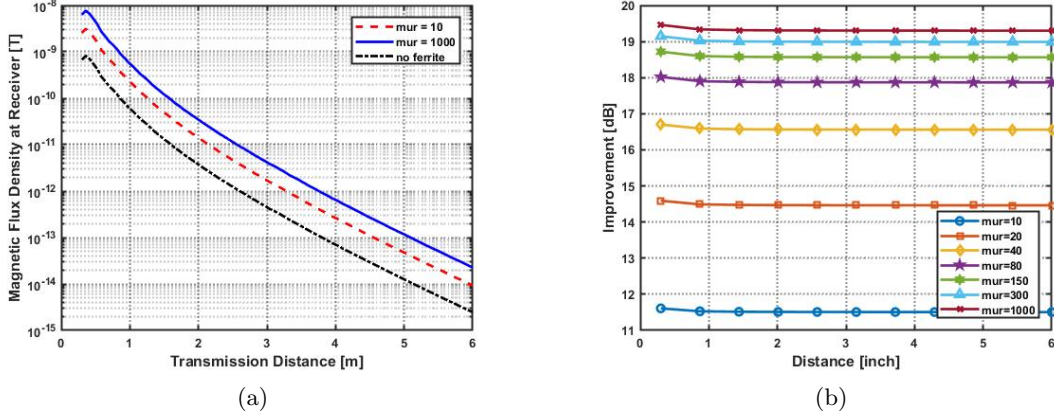 Magnetic Flux Density at Receiver [T]
10-8
10-9
10-10
10-11
10-12
10-13
10-14
10-15
0 1 2 3 4 5 6
Transmission Distance [m]
mur = 10
mur = 1000
no ferrite
(a)
Improvement [dB]
20
19
18
17
16
15
14
13
12
11
0 1 2 3 4 5 6
Distance [inch]
mur=10
mur=20
mur=40
mur=80
mur=150
mur=300
mur=1000
(b)